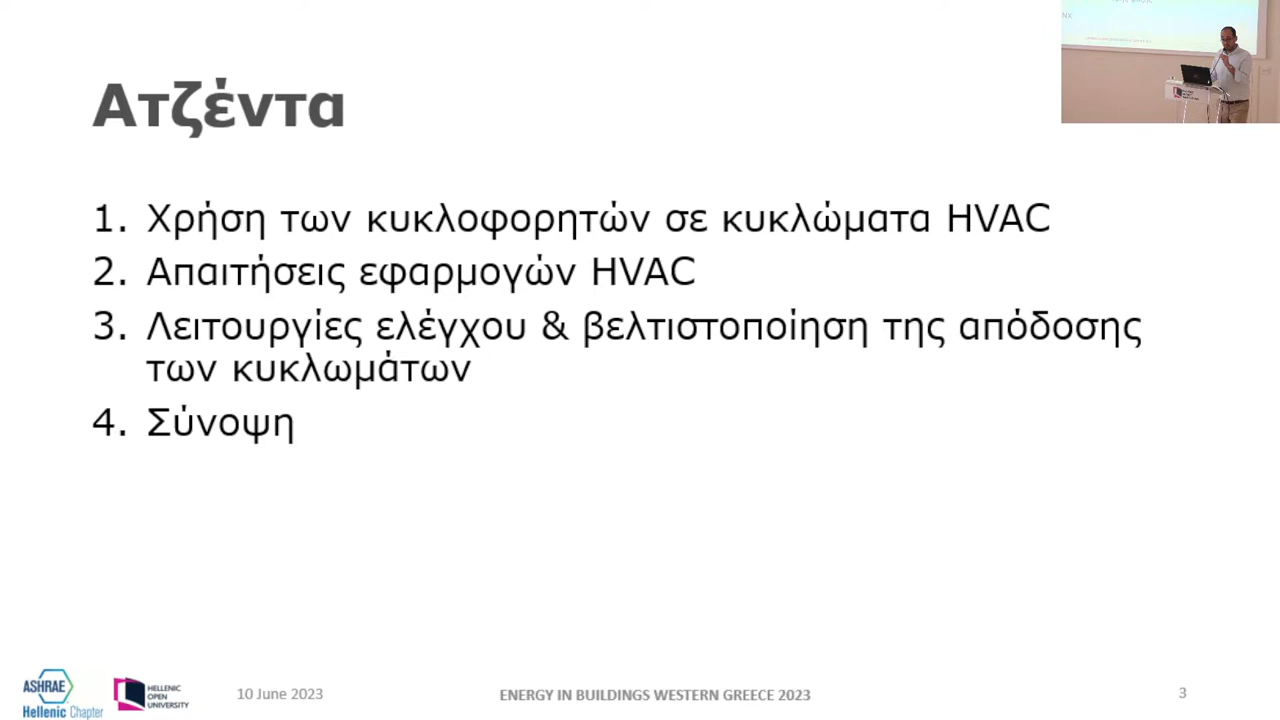 Ατζέντα
1. Χρήση των κυκλοφορητών σε κυκλώματα HVAC
2. Απαιτήσεις εφαρμογών HVAC
3. Λειτουργίες ελέγχου & βελτιστοποίηση της απόδοσης
των κυκλωμάτων
4. Σύνοψη
ASHRAE
Hellenic Chapter
HELLENIC
OPEN
UNIVERSITY
10 June 2023
ENERGY IN BUILDINGS WESTERN GREECE 2023
3